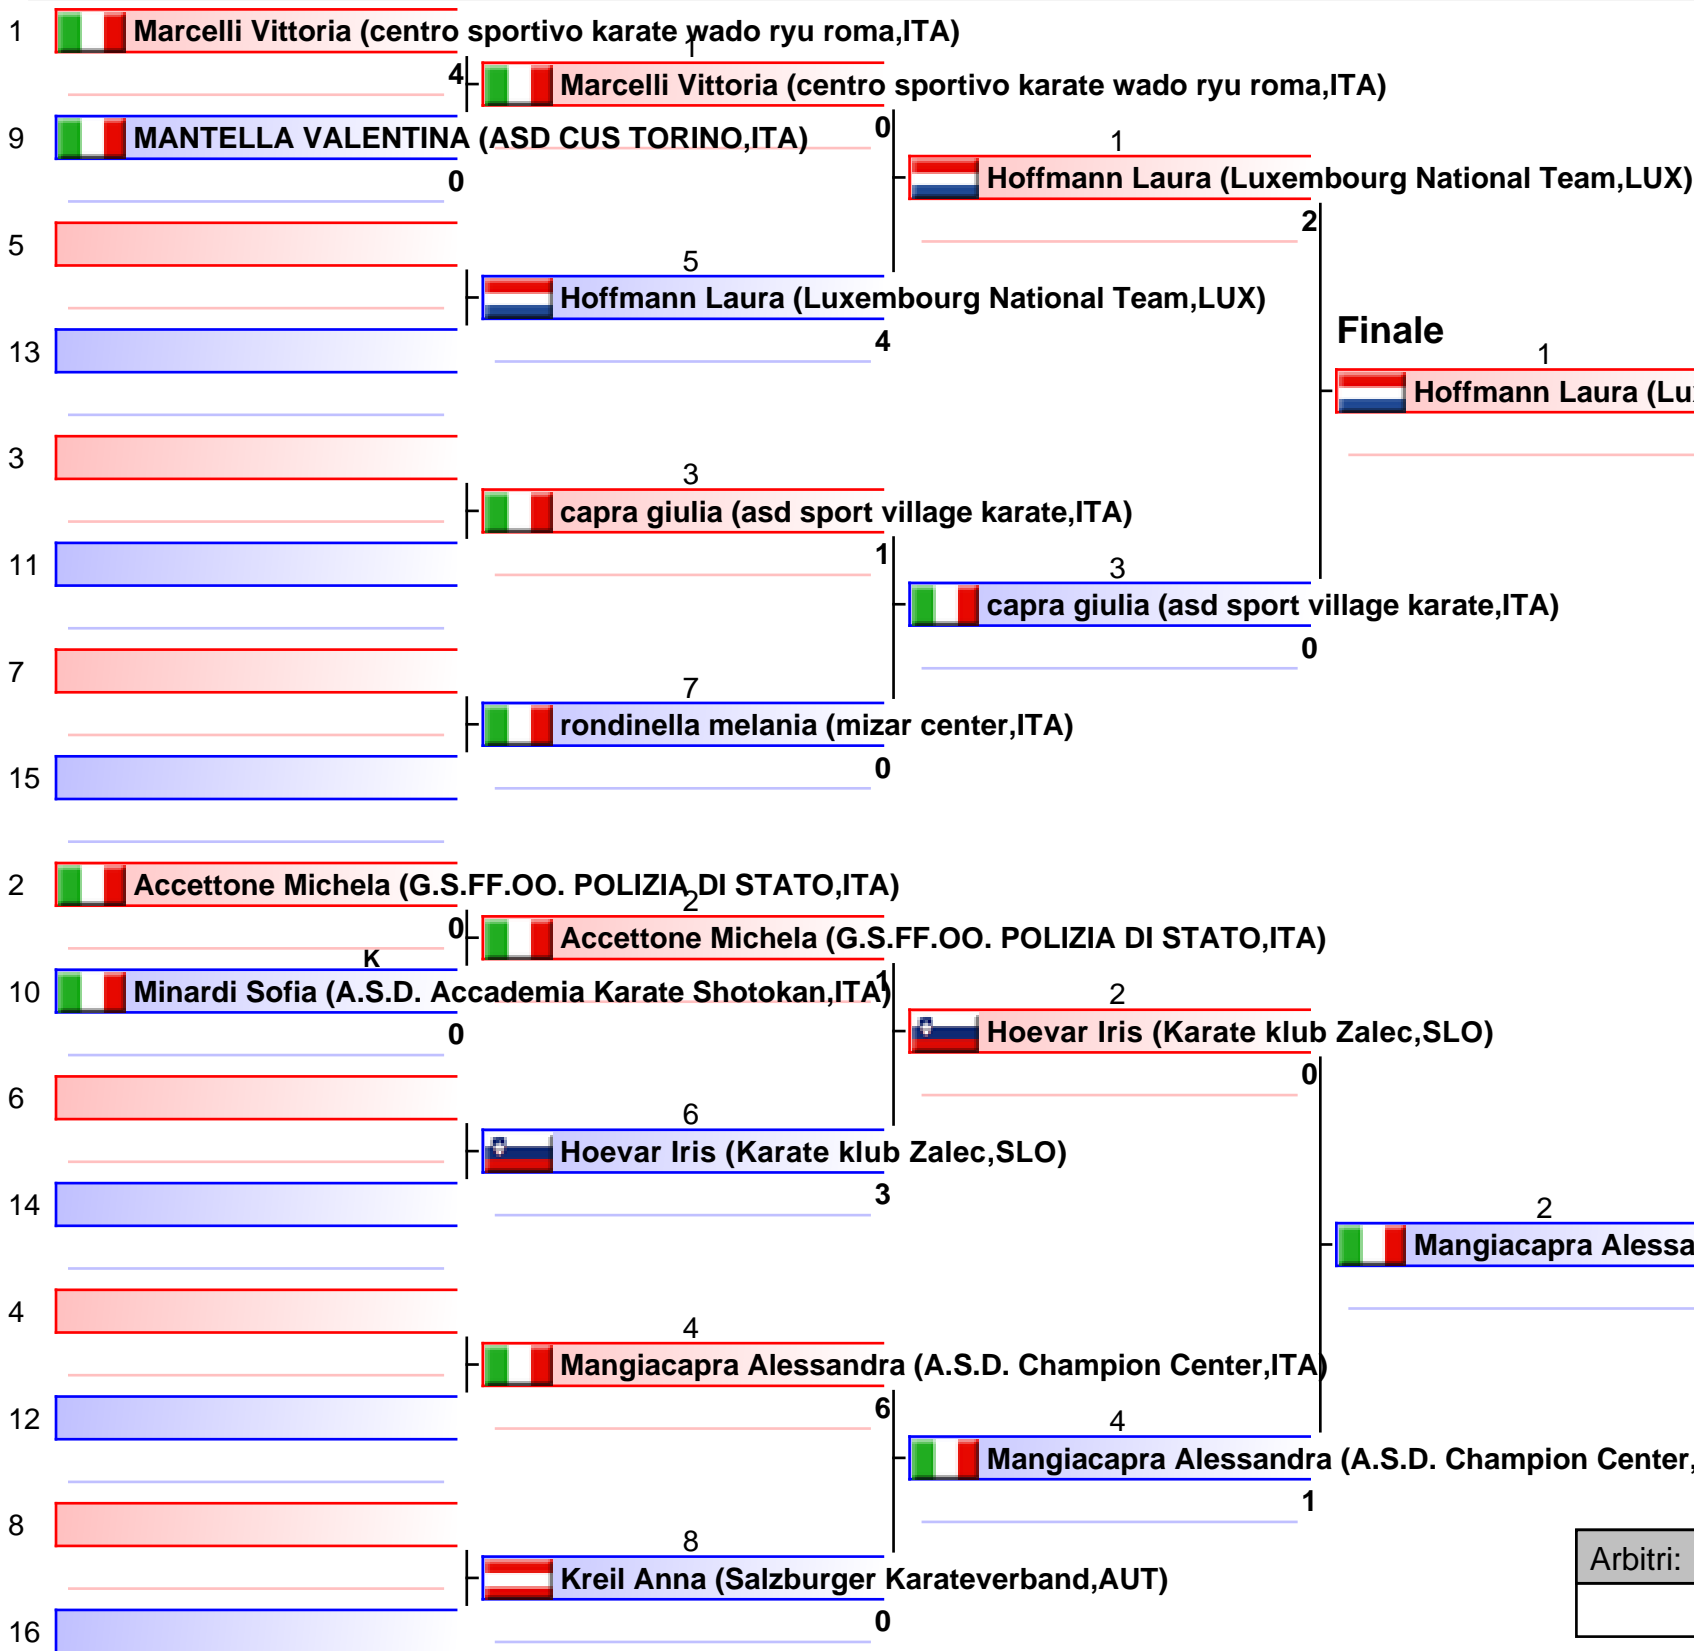 1 Marcelli Vittoria (centro sportivo karate wado ryu roma,ITA)
4
9 MANTELLA VALENTINA (ASD CUS TORINO,ITA)
0
5
13
3
11
7
15
2 Accettone Michela (G.S.FF.OO. POLIZIA DI STATO,ITA)
0
K
10 Minardi Sofia (A.S.D. Accademia Karate Shotokan,ITA)
0
6
14
4
12
8
16
1
Marcelli Vittoria (centro sportivo karate wado ryu roma,ITA)
0
5
Hoffmann Laura (Luxembourg National Team,LUX)
4
3
capra giulia (asd sport village karate,ITA)
1
7
rondinella melania (mizar center,ITA)
0
2
Accettone Michela (G.S.FF.OO. POLIZIA DI STATO,ITA)
1
6
Hoevar Iris (Karate klub Zalec,SLO)
3
4
Mangiacapra Alessandra (A.S.D. Champion Center,ITA)
6
8
Kreil Anna (Salzburger Karateverband,AUT)
0
1
Hoffmann Laura (Luxembourg National Team,LUX)
2
3
capra giulia (asd sport village karate,ITA)
0
2
Hoevar Iris (Karate klub Zalec,SLO)
0
4
Mangiacapra Alessandra (A.S.D. Champion Center,
1
Finale
1
Hoffmann Laura (Lu
2
Mangiacapra Alessa
Arbitri: